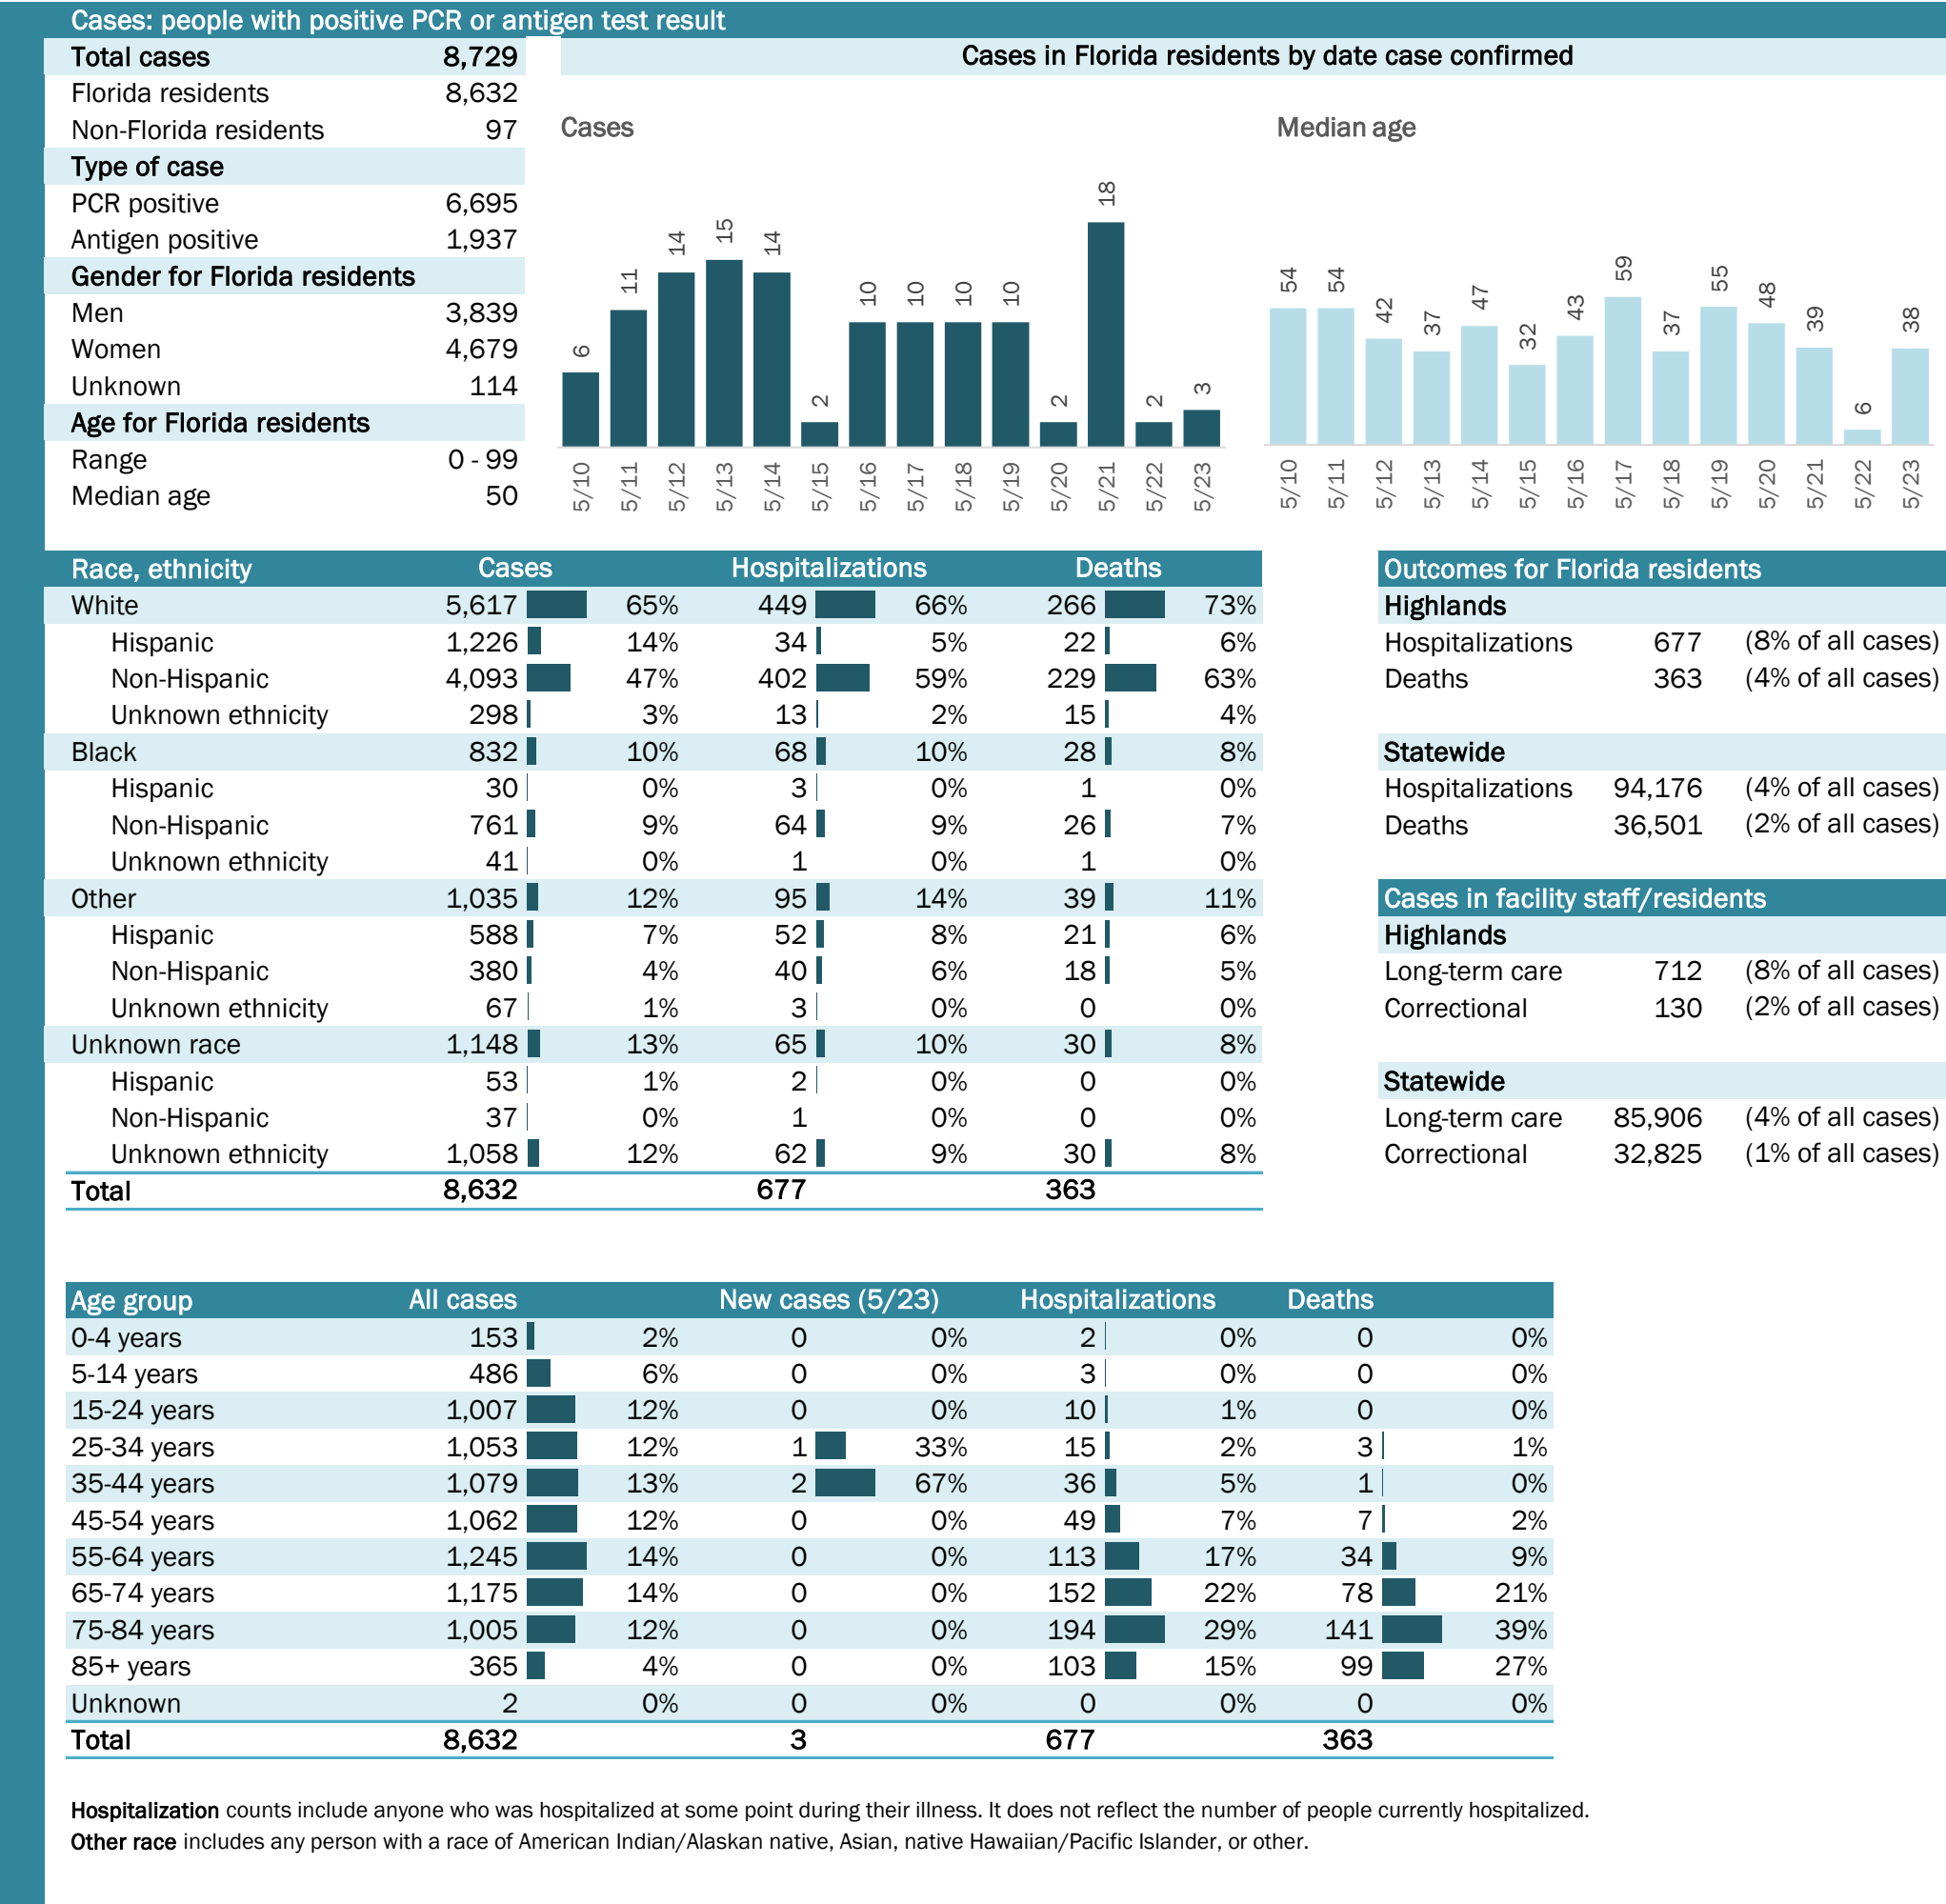 Cases: people with positive PCR or antigen test result
Total cases 8,729
Florida residents 8,632
Non-Florida residents 97
Type of case
PCR positive 6,695
Antigen positive 1,937
Gender for Florida residents
Men 3,839
Women 4,679
Unknown 114
Age for Florida residents
Range 0 - 99
Median age 50
Cases in Florida residents by date case confirmed
Cases
6 11 14 15 14 2 10 10 10 10 2 18 2 3
5/10 5/11 5/12 5/13 5/14 5/15 5/16 5/17 5/18 5/19 5/20 5/21 5/22 5/23
Median age
54 54 42 37 47 32 43 59 37 55 48 39 6 38
5/10 5/11 5/12 5/13 5/14 5/15 5/16 5/17 5/18 5/19 5/20 5/21 5/22 5/23
Race, ethnicity Cases Hospitalizations Deaths
White 5,617 65% 449 66% 266 73%
Hispanic 1,226 14% 34 5% 22 6%
Non-Hispanic 4,093 47% 402 59% 229 63%
Unknown ethnicity 298 3% 13 2% 15 4%
Black 832 10% 68 10% 28 8%
Hispanic 30 0% 3 0% 1 0%
Non-Hispanic 761 9% 64 9% 26 7%
Unknown ethnicity 41 0% 1 0% 1 0%
Other 1,035 12% 95 14% 39 11%
Hispanic 588 7% 52 8% 21 6%
Non-Hispanic 380 4% 40 6% 18 5%
Unknown ethnicity 67 1% 3 0% 0 0%
Unknown race 1,148 13% 65 10% 30 8%
Hispanic 53 1% 2 0% 0 0%
Non-Hispanic 37 0% 1 0% 0 0%
Unknown ethnicity 1,058 12% 62 9% 30 8%
Total 8,632 677 363
Outcomes for Florida residents
Highlands
Hospitalizations 677 (8% of all cases)
Deaths 363 (4% of all cases)
Statewide
Hospitalizations 94,176 (4% of all cases)
Deaths 36,501 (2% of all cases)
Cases in facility staff/residents
Highlands
Long-term care 712 (8% of all cases)
Correctional 130 (2% of all cases)
Statewide
Long-term care 85,906 (4% of all cases)
Correctional 32,825 (1% of all cases)
Age group All cases New cases (5/23) Hospitalizations Deaths
0-4 years 153 2% 0 0% 2 0% 0 0%
5-14 years 486 6% 0 0% 3 0% 0 0%
15-24 years 1,007 12% 0 0% 10 1% 0 0%
25-34 years 1,053 12% 1 33% 15 2% 3 1%
35-44 years 1,079 13% 2 67% 36 5% 1 0%
45-54 years 1,062 12% 0 0% 49 7% 7 2%
55-64 years 1,245 14% 0 0% 113 17% 34 9%
65-74 years 1,175 14% 0 0% 152 22% 78 21%
75-84 years 1,005 12% 0 0% 194 29% 141 39%
85+ years 365 4% 0 0% 103 15% 99 27%
Unknown 2 0% 0 0% 0 0% 0 0%
Total 8,632 3 677 363
Hospitalization counts include anyone who was hospitalized at some point during their illness. It does not reflect the number of people currently hospitalized.
Other race includes any person with a race of American Indian/Alaskan native, Asian, native Hawaiian/Pacific Islander, or other.